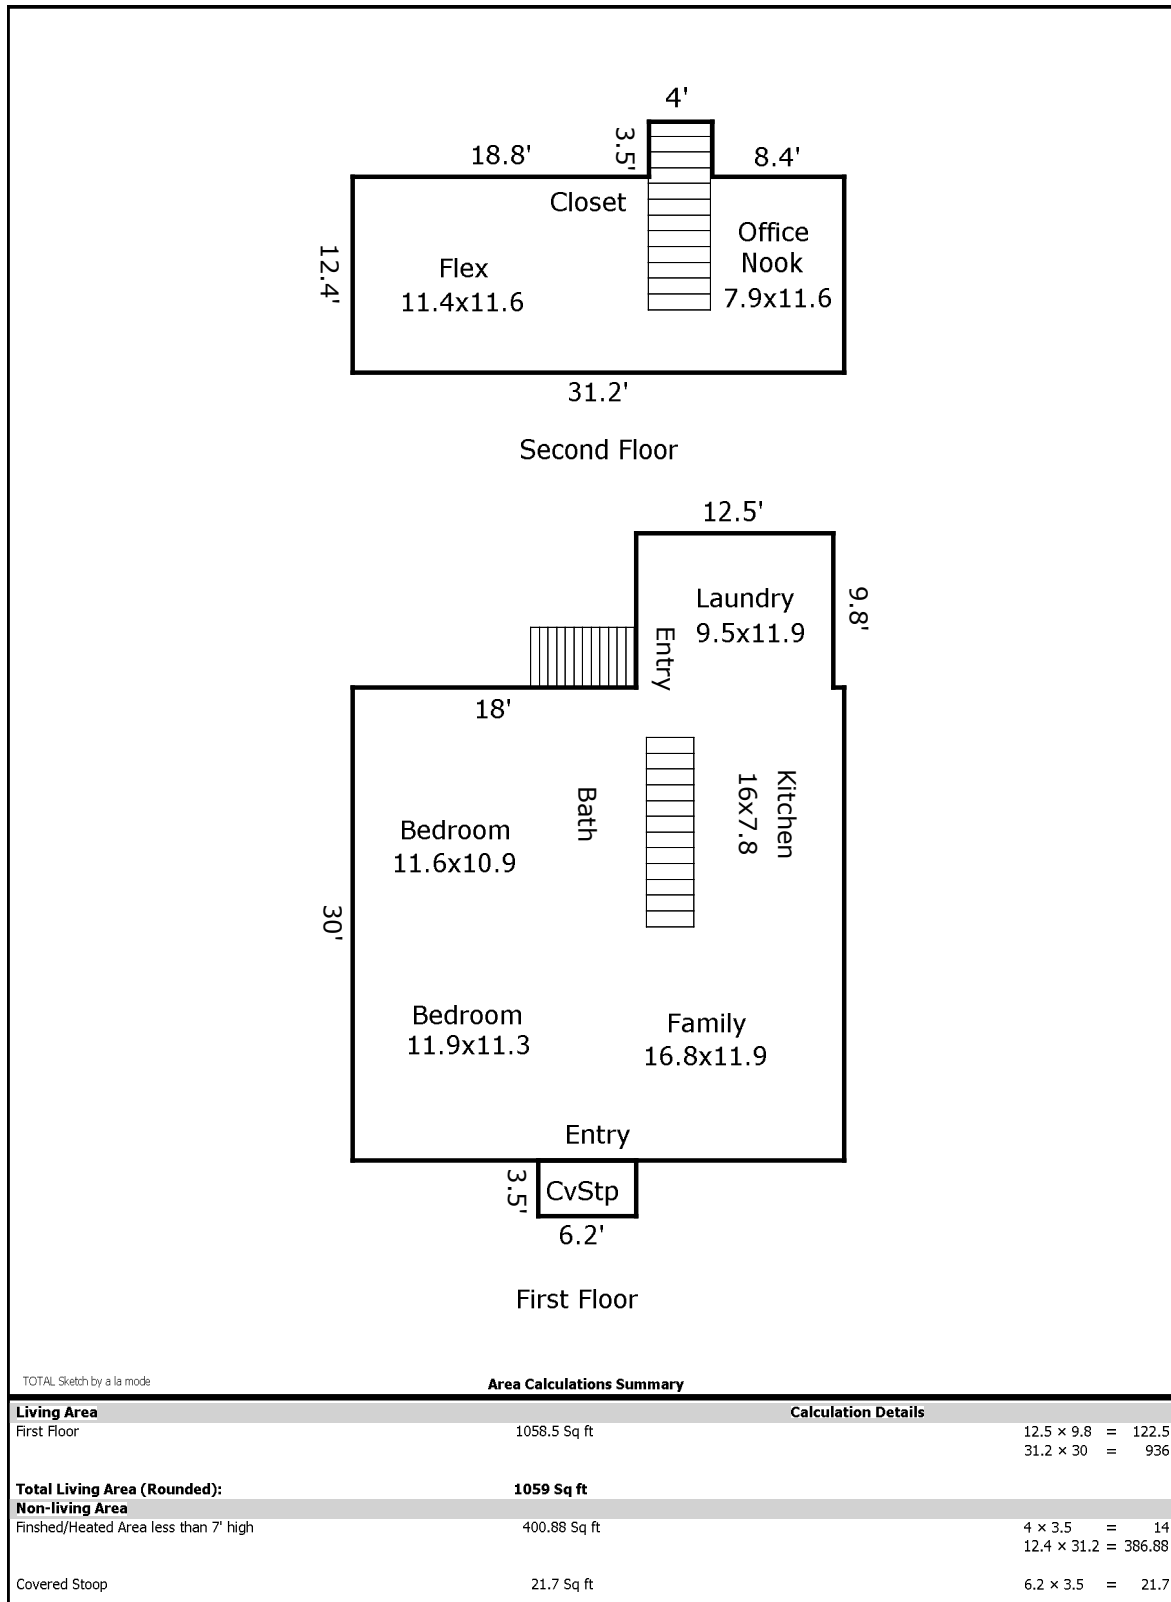 4'
3.5'
18.8'
8.4'
Closet
Office
Nook
7.9x11.6
Flex
11.4x11.6
12.4'
31.2'
Second Floor
12.5'
Laundry
9.5x11.9
9.8'
Entry
18'
Kitchen
16x7.8
Bath
Bedroom
11.6x10.9
30'
Bedroom
11.9x11.3
Family
16.8x11.9
Entry
3.5'
CvStp
6.2'
First Floor
TOTAL Sketch by a la mode
Area Calculations Summary
Living Area Calculation Details
First Floor 1058.5 Sq ft 12.5 × 9.8 = 122.5
31.2 × 30 = 936
Total Living Area (Rounded): 1059 Sq ft
Non-living Area
Finshed/Heated Area less than 7' high 400.88 Sq ft 4 × 3.5 = 14
12.4 × 31.2 = 386.88
Covered Stoop 21.7 Sq ft 6.2 × 3.5 = 21.7